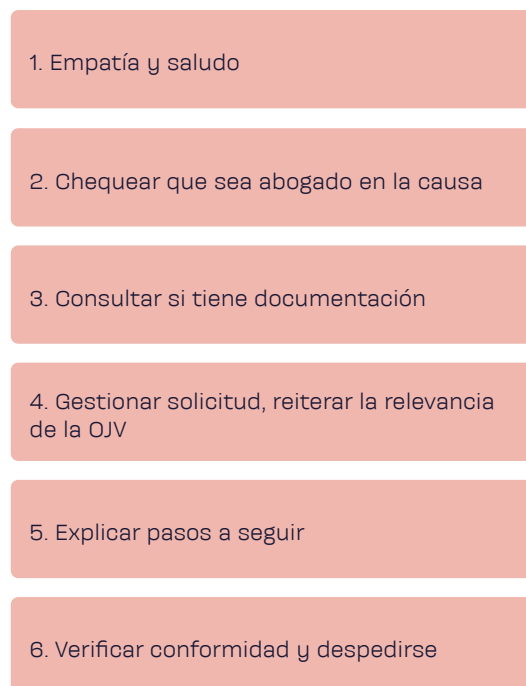 1. Empatía y saludo
2. Chequear que sea abogado en la causa
3. Consultar si tiene documentación
4. Gestionar solicitud, reiterar la relevancia
de la OJV
5. Explicar pasos a seguir
6. Verificar conformidad y despedirse